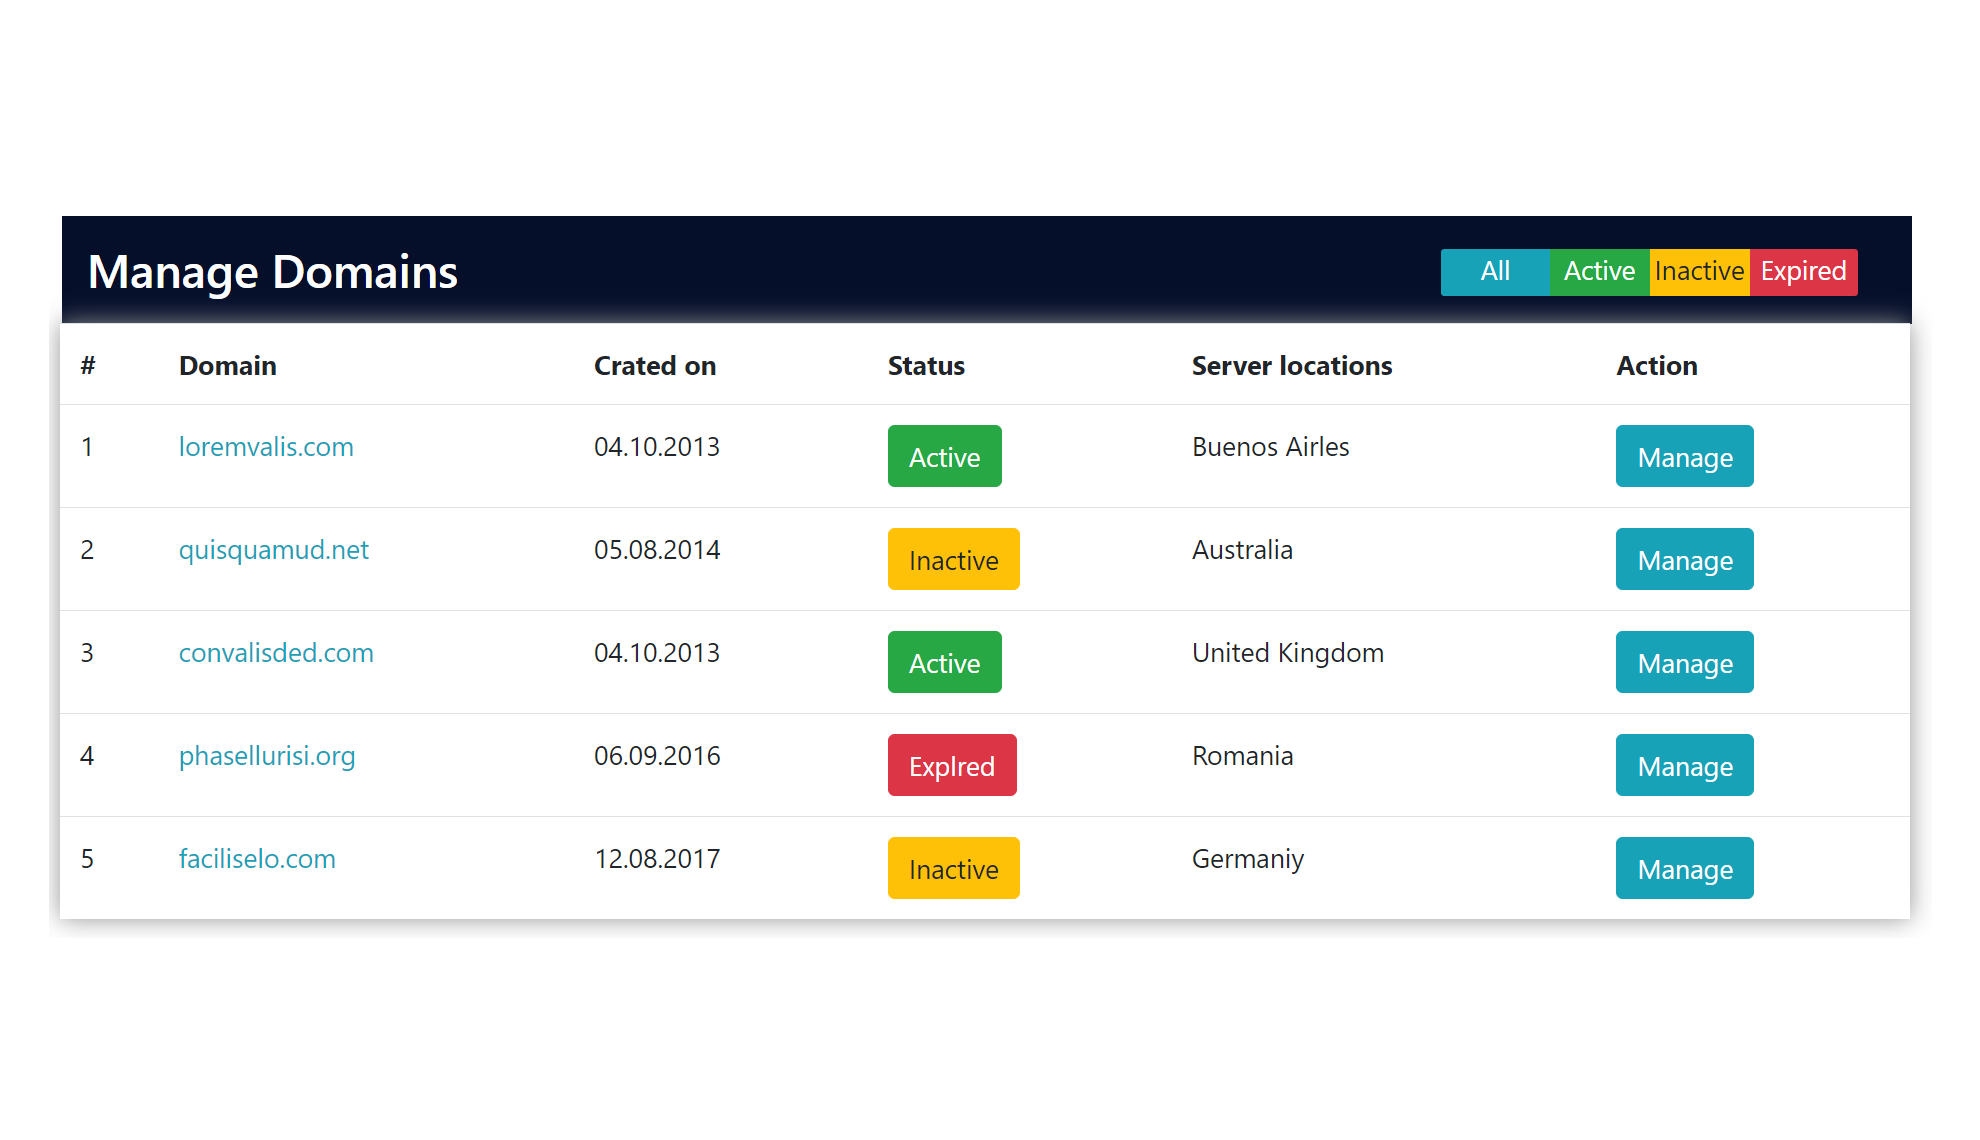 Manage Domains All Active Inactive Expired
# Domain Crated on Status Server locations Action
1 loremvalis.com 04.10.2013 Active Buenos Airles Manage
2 quisquamud.net 05.08.2014 Inactive Australia Manage
3 convalisded.com 04.10.2013 Active United Kingdom Manage
4 phasellurisi.org 06.09.2016 ExpIred Romania Manage
5 faciliselo.com 12.08.2017 Inactive Germaniy Manage